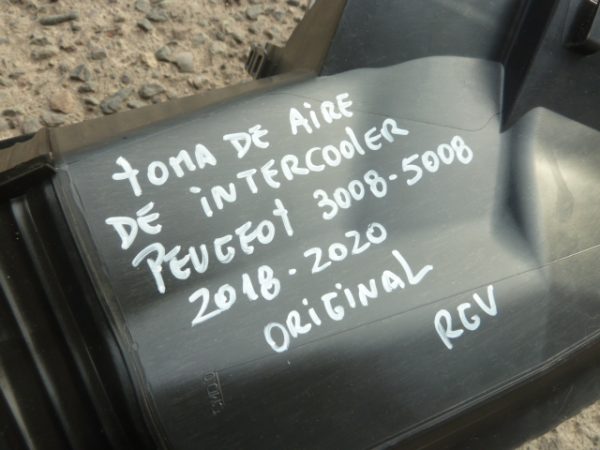 toma DE AIRE
DE INTERCOOLER
PEUGEOT 3008-5008
2018-2020
ORIGINAL
RGV